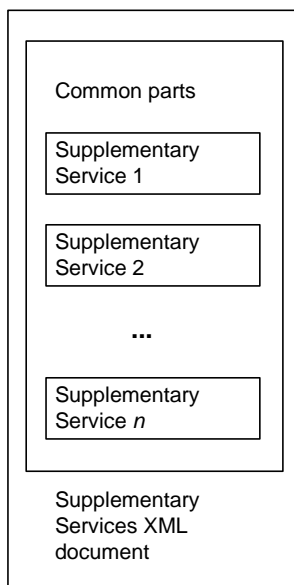 Common parts
Supplementary
Service 1
Supplementary
Service 2
...
Supplementary
Service n
Supplementary
Services XML
document